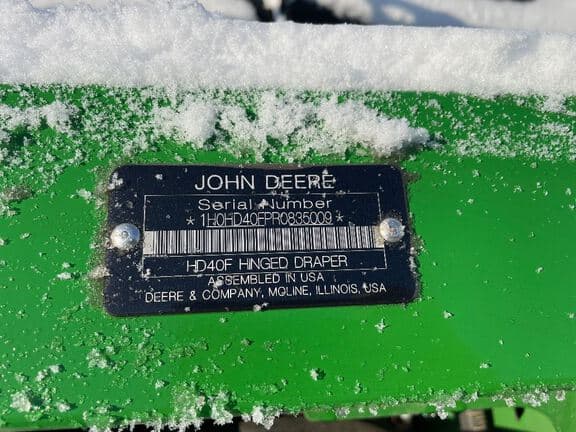 JOHN DEERE
Serial Number
*1H0HD40FPR0835009*
HD40F HINGED DRAPER
ASSEMBLED IN USA
DEERE & COMPANY, MOLINE, ILLINOIS, USA